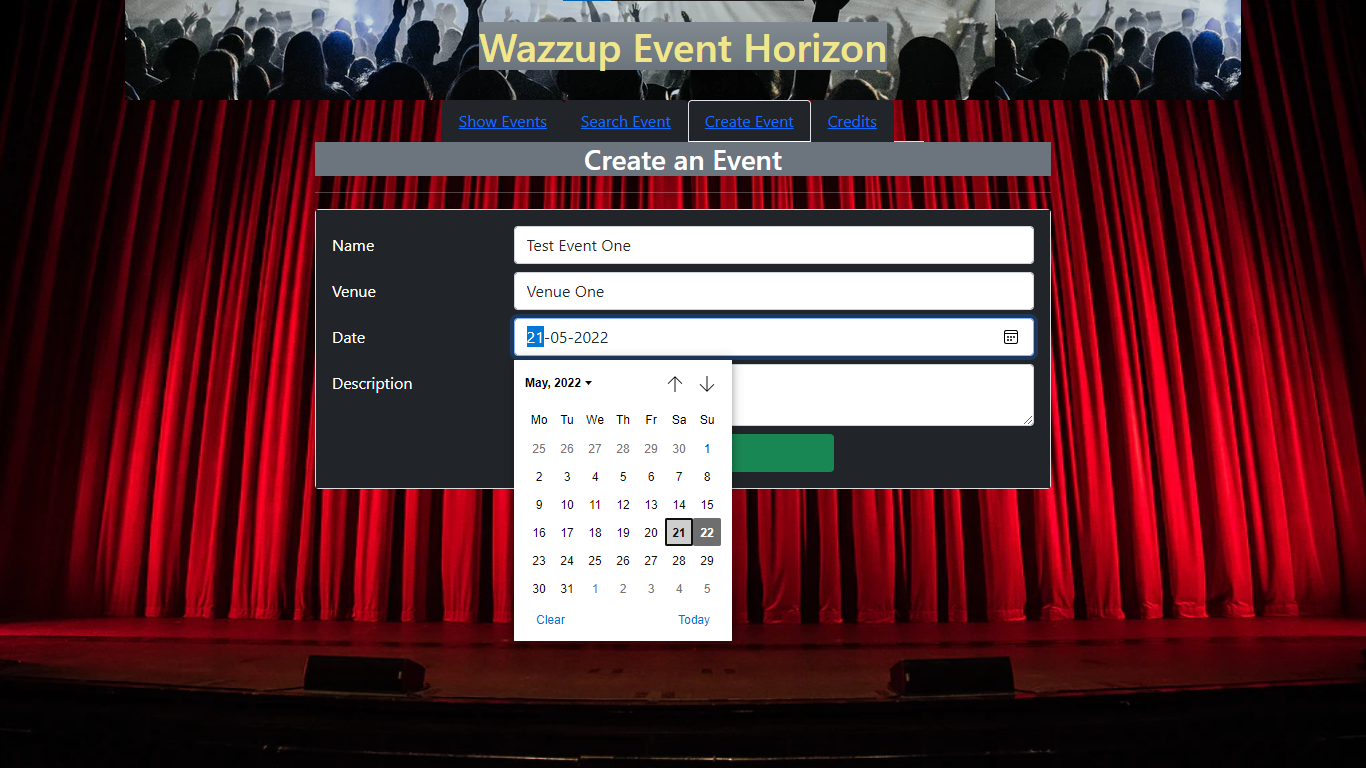 Wazzup Event Horizon
Show Events Search Event Create Event Credits
Create an Event
Name Test Event One
Venue Venue One
Date 21-05-2022
Description
May, 2022
Mo Tu We Th Fr Sa Su
25 26 27 28 29 30 1
2 3 4 5 6 7 8
9 10 11 12 13 14 15
16 17 18 19 20 21 22
23 24 25 26 27 28 29
30 31 1 2 3 4 5
Clear Today